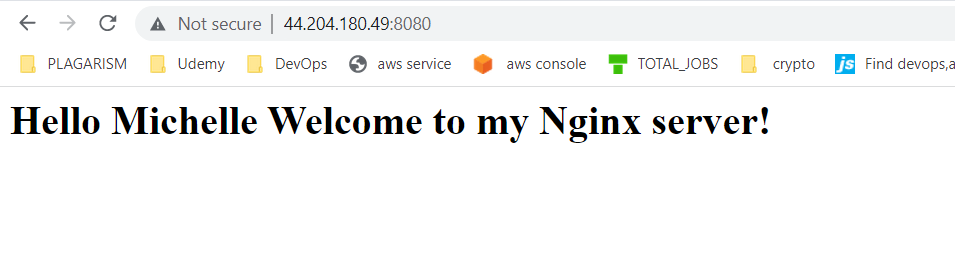 Not secure | 44.204.180.49:8080
PLAGARISM Udemy DevOps aws service aws console TOTAL_JOBS crypto js Find devops,a
Hello Michelle Welcome to my Nginx server!